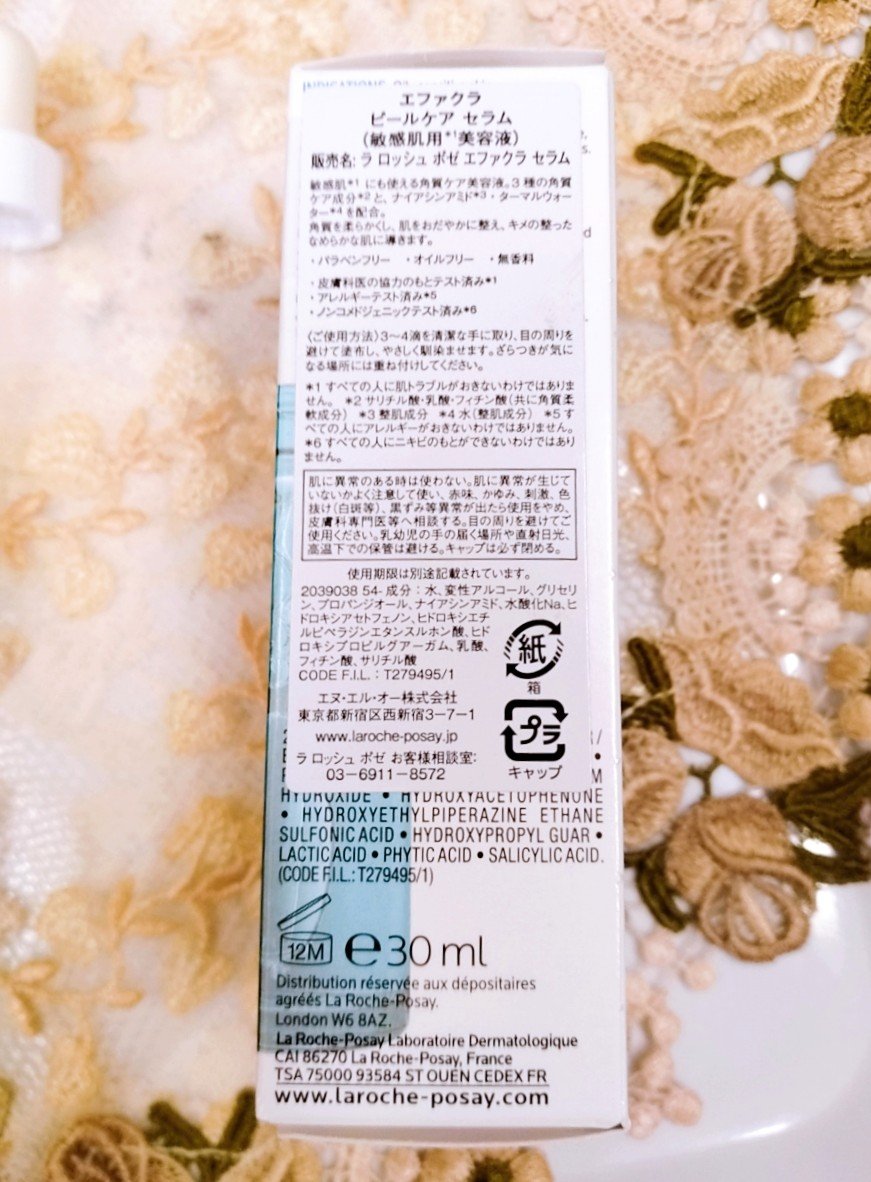 エファクラ
ピールケア セラム
(敏感肌用*1美容液)
販売名: ラ ロッシュ ポゼ エファクラ セラム
敏感肌*1 にも使える角質ケア美容液。3種の角質
ケア成分*2と、ナイアシンアミド*3・ターマルウォー
ター*4を配合。
角質を柔らかくし、肌をおだやかに整え、キメの整った
なめらかな肌に導きます。
・パラベンフリー ・オイルフリー ・無香料
・皮膚科医の協力のもとテスト済み*1
・アレルギーテスト済み*5
・ノンコメドジェニックテスト済み*6
〈ご使用方法〉3〜4滴を清潔な手に取り、目の周りを
避けて塗布し、やさしく馴染ませます。ざらつきが気に
なる場所には重ね付けしてください。
*1 すべての人に肌トラブルがおきないわけではありま
せん。 *2 サリチル酸・乳酸・フィチン酸(共に角質柔
軟成分) *3 整肌成分 *4 水(整肌成分) *5 す
べての人にアレルギーがおきないわけではありません。
*6 すべての人にニキビのもとができないわけではあり
ません。
肌に異常のある時は使わない。肌に異常が生じて
いないかよく注意して使い、赤味、かゆみ、刺激、色
抜け(白斑等)、黒ずみ等異常が出たら使用をやめ、
皮膚科専門医等へ相談する。目の周りを避けてご
使用ください。乳幼児の手の届く場所や直射日光、
高温下での保管は避ける。キャップは必ず閉める。
使用期限は別途記載されています。
2039038 54- 成分:水、変性アルコール、グリセリ
ン、プロパンジオール、ナイアシンアミド、水酸化Na、ヒ
ドロキシアセトフェノン、ヒドロキシエチ
ルピペラジンエタンスルホン酸、ヒド
ロキシプロピルグアーガム、乳酸、
フィチン酸、サリチル酸
CODE F.I.L. : T279495/1
紙
箱
エヌ・エル・オー株式会社
東京都新宿区西新宿3-7-1
www.laroche-posay.jp
ラ ロッシュ ポゼ お客様相談室:
03-6911-8572
プラ
キャップ
HYDROXIDE • HYDROXYACETOPHENONE
• HYDROXYETHYLPIPERAZINE ETHANE
SULFONIC ACID • HYDROXYPROPYL GUAR •
LACTIC ACID • PHYTIC ACID • SALICYLIC ACID.
(CODE F.I.L.: T279495/1)
12M e 30 ml
Distribution réservée aux dépositaires
agréés La Roche-Posay.
London W6 8AZ.
La Roche-Posay Laboratoire Dermatologique
CAI 86270 La Roche-Posay, France
TSA 75000 93584 ST OUEN CEDEX FR
www.laroche-posay.com